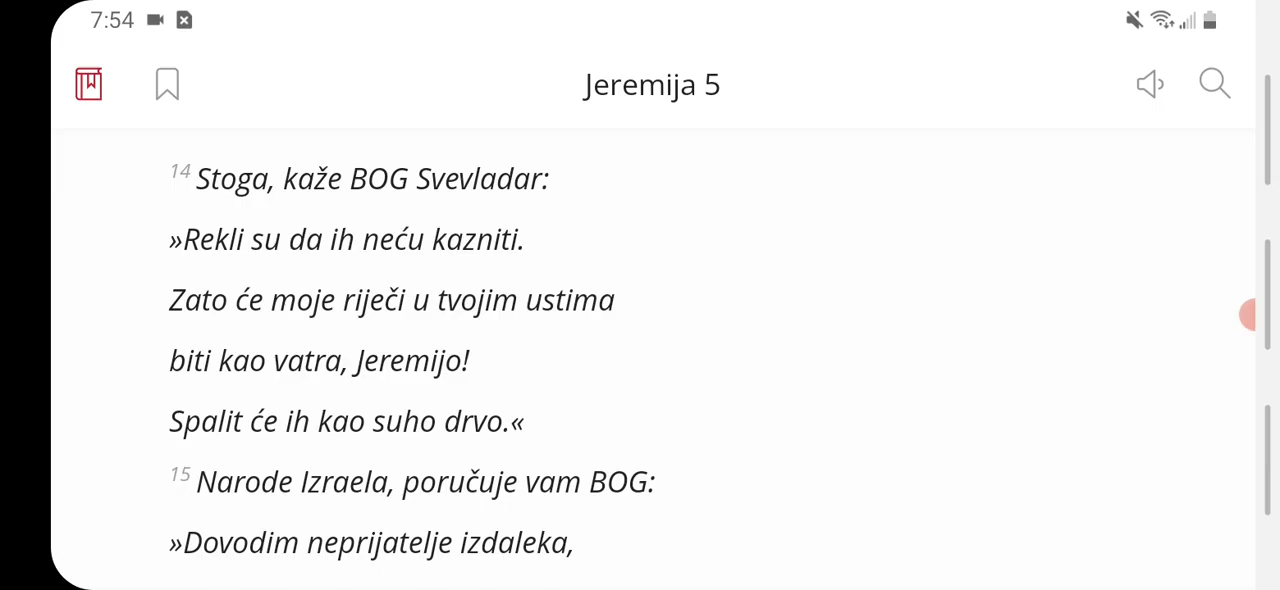 7:54
Jeremija 5
14 Stoga, kaže BOG Svevladar:
»Rekli su da ih neću kazniti.
Zato će moje riječi u tvojim ustima
biti kao vatra, Jeremijo!
Spalit će ih kao suho drvo.«
15 Narode Izraela, poručuje vam BOG:
»Dovodim neprijatelje izdaleka,